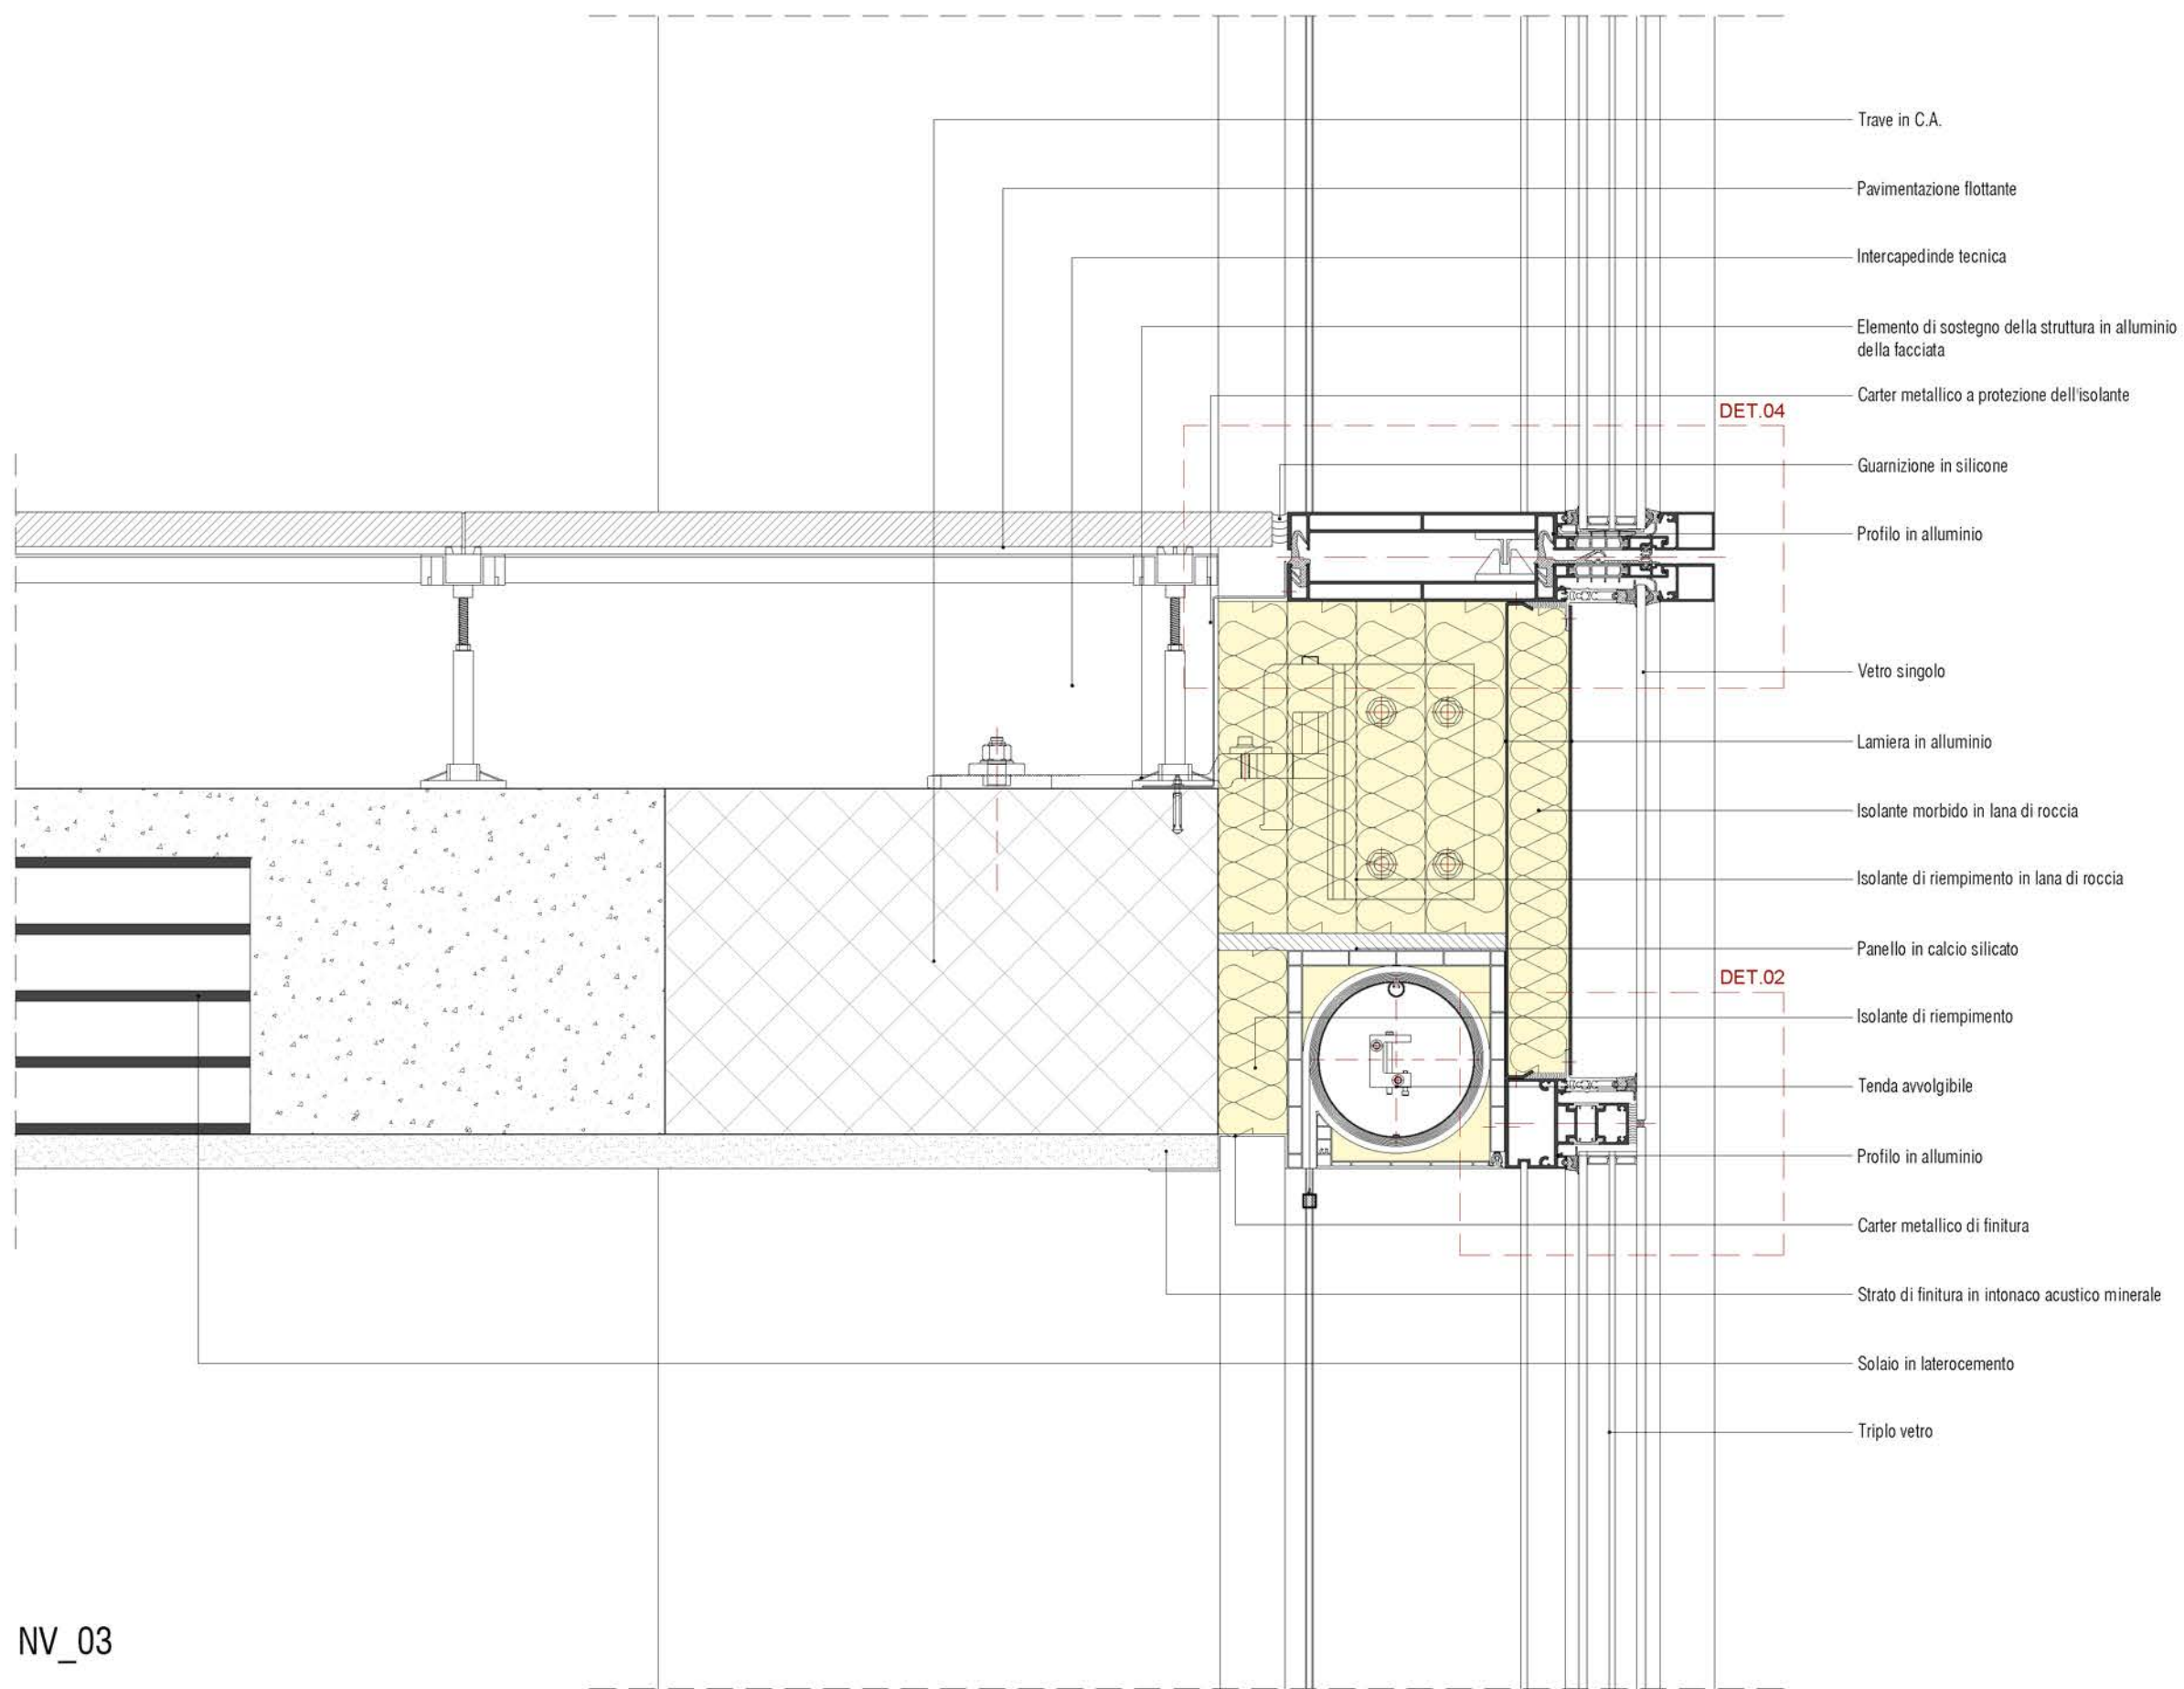 Trave in C.A.
Pavimentazione flottante
Intercapedinde tecnica
Elemento di sostegno della struttura in alluminio
della facciata
Carter metallico a protezione dell'isolante
DET.04
Guarnizione in silicone
Profilo in alluminio
Vetro singolo
Lamiera in alluminio
Isolante morbido in lana di roccia
Isolante di riempimento in lana di roccia
Panello in calcio silicato
DET.02
Isolante di riempimento
Tenda avvolgibile
Profilo in alluminio
Carter metallico di finitura
Strato di finitura in intonaco acustico minerale
Solaio in laterocemento
Triplo vetro
NV_03